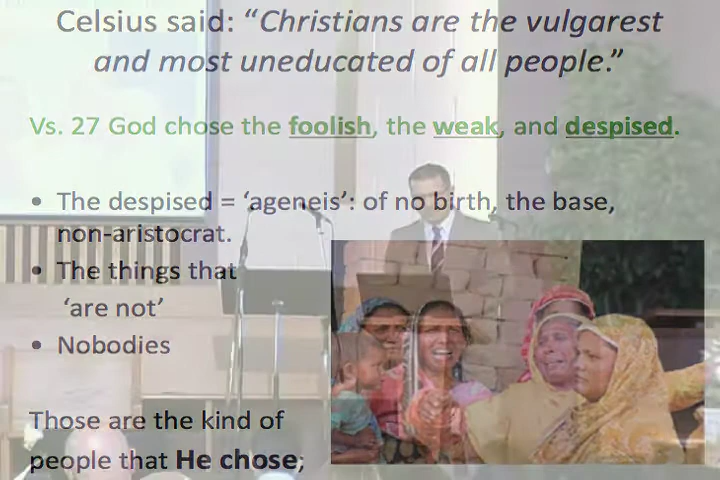 Celsius said: “Christians are the vulgarest
and most uneducated of all people.”
Vs. 27 God chose the foolish, the weak, and despised.
• The despised = ‘ageneis’: of no birth, the base,
non-aristocrat.
• The things that
‘are not’
• Nobodies
Those are the kind of
people that He chose;